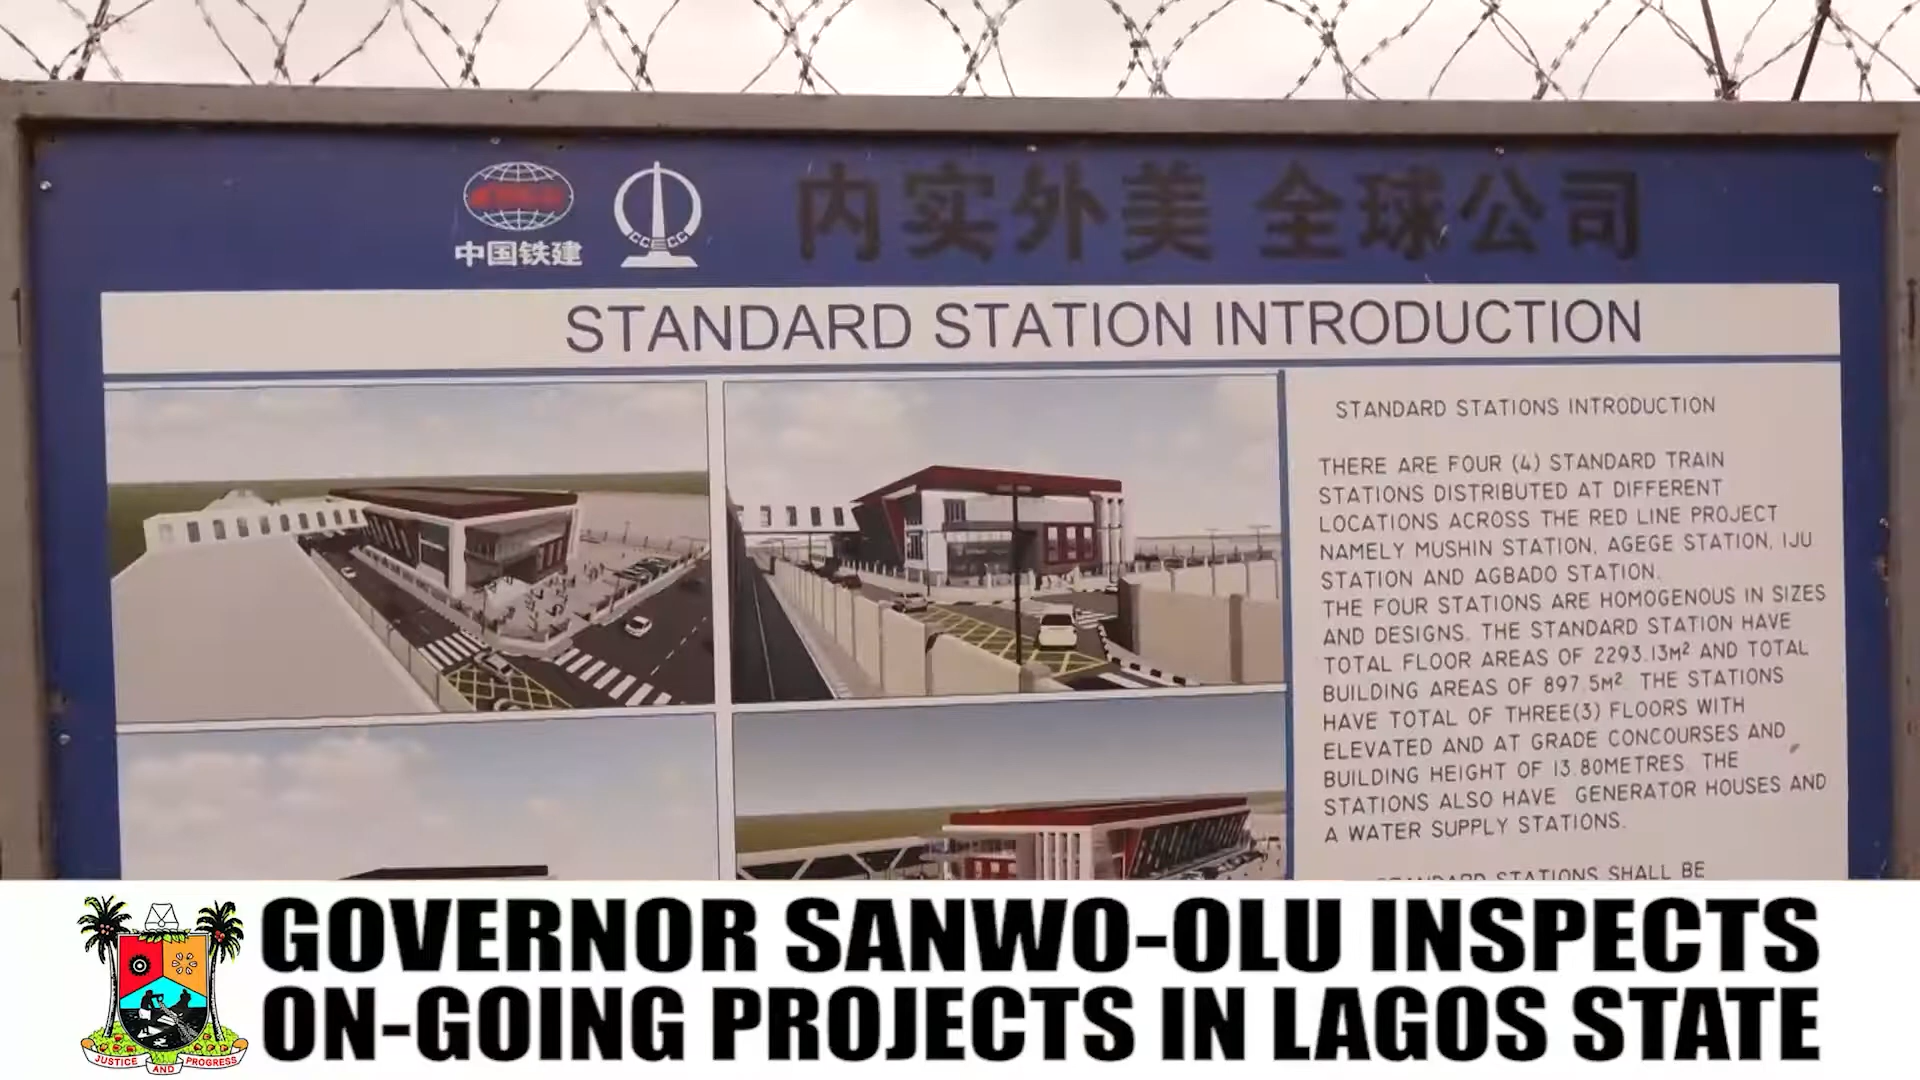 中国铁建
CCECC
内实外美 全球公司
STANDARD STATION INTRODUCTION
STANDARD STATIONS INTRODUCTION
THERE ARE FOUR (4) STANDARD TRAIN
STATIONS DISTRIBUTED AT DIFFERENT
LOCATIONS ACROSS THE RED LINE PROJECT
NAMELY MUSHIN STATION, AGEGE STATION, IJU
STATION AND AGBADO STATION.
THE FOUR STATIONS ARE HOMOGENOUS IN SIZES
AND DESIGNS. THE STANDARD STATION HAVE
TOTAL FLOOR AREAS OF 2293.13M² AND TOTAL
BUILDING AREAS OF 897.5M². THE STATIONS
HAVE TOTAL OF THREE(3) FLOORS WITH
ELEVATED AND AT GRADE CONCOURSES AND
BUILDING HEIGHT OF 13.80METRES. THE
STATIONS ALSO HAVE GENERATOR HOUSES AND
A WATER SUPPLY STATIONS.
STANDARD STATIONS SHALL BE
GOVERNOR SANWO-OLU INSPECTS
ON-GOING PROJECTS IN LAGOS STATE
JUSTICE AND PROGRESS